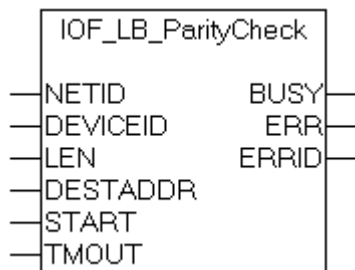 IOF_LB_ParityCheck
NETID BUSY
DEVICEID ERR
LEN ERRID
DESTADDR
START
TMOUT